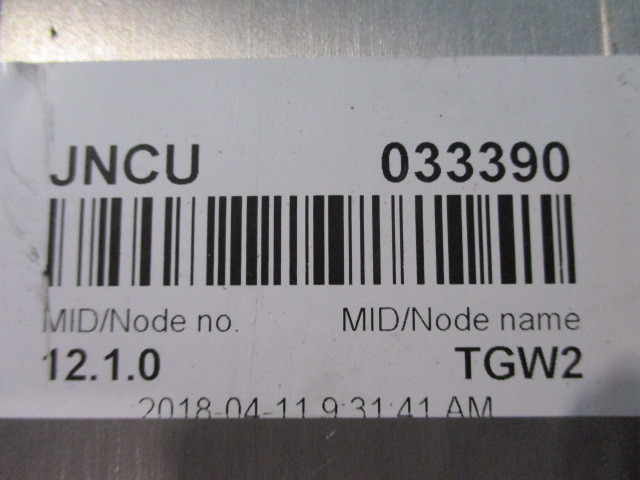 JNCU 033390
MID/Node no. MID/Node name
12.1.0 TGW2
2018-04-11 9:31:41 AM